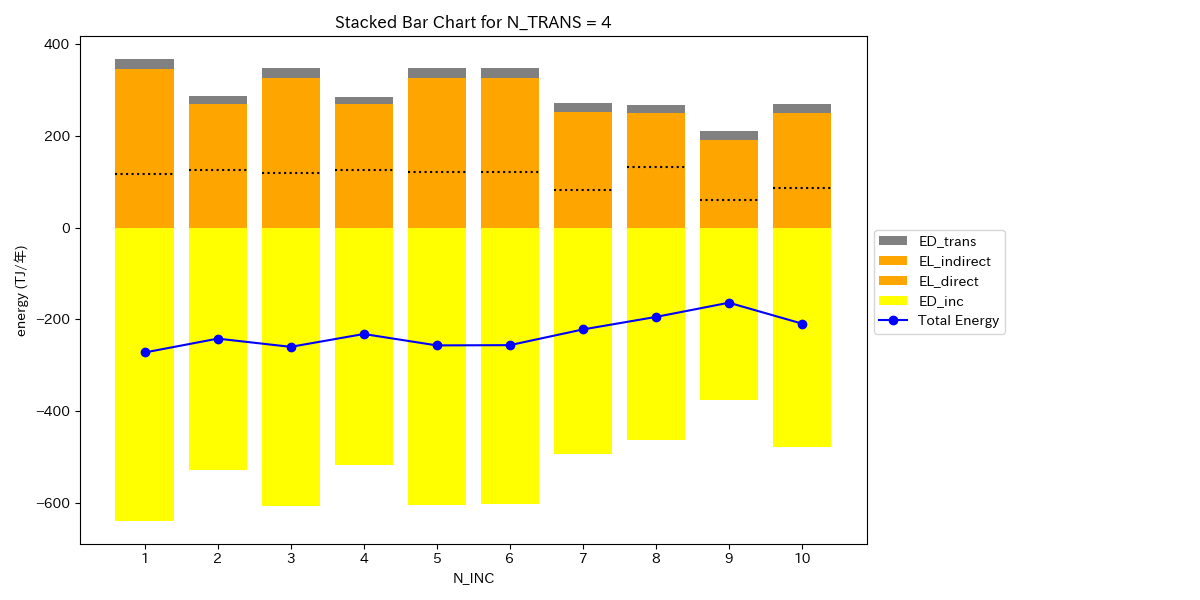 Stacked Bar Chart for N_TRANS = 4
energy (TJ/年)
400
200
0
−200
−400
−600
1 2 3 4 5 6 7 8 9 10
N_INC
ED_trans
EL_indirect
EL_direct
ED_inc
Total Energy